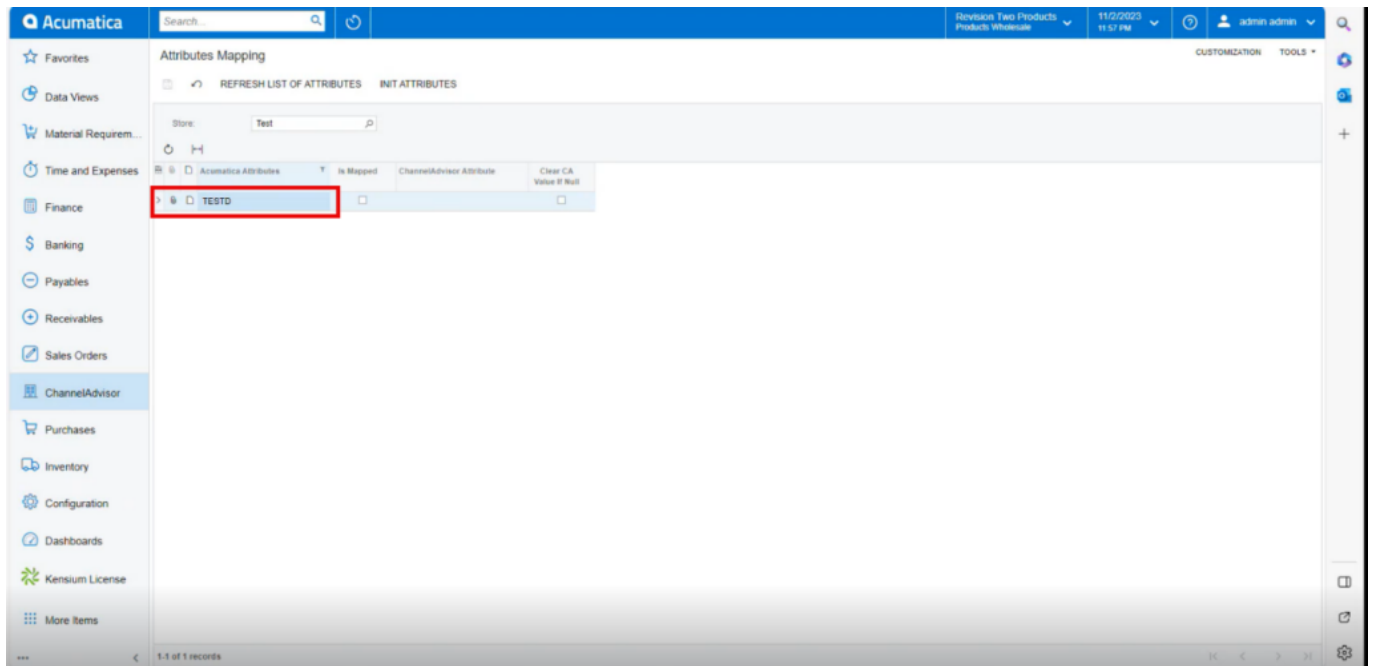 Acumatica
Search...
Revision Two Products
Products Wholesale
11/2/2023
11:57 PM
admin admin
Favorites
Data Views
Material Requirem...
Time and Expenses
Finance
Banking
Payables
Receivables
Sales Orders
ChannelAdvisor
Purchases
Inventory
Configuration
Dashboards
Kensium License
More Items
Attributes Mapping
CUSTOMIZATION TOOLS
REFRESH LIST OF ATTRIBUTES INIT ATTRIBUTES
Store: Test
Acumatica Attributes Is Mapped ChannelAdvisor Attribute Clear CA
Value If Null
TESTD
1-1 of 1 records